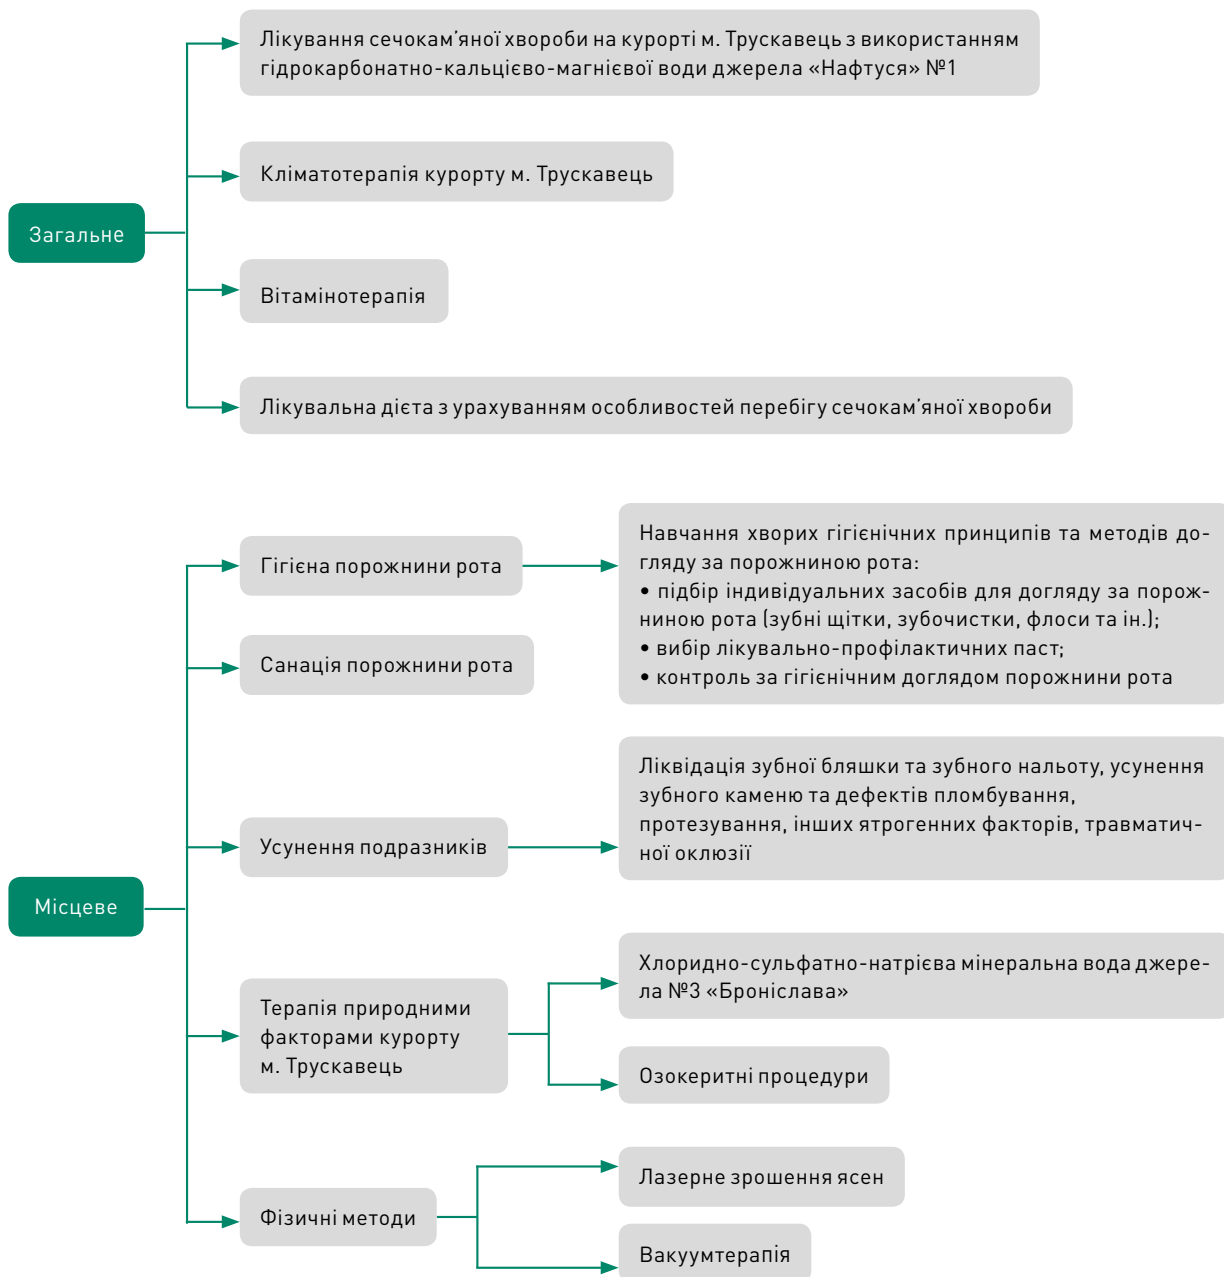 Лікування сечокам’яної хвороби на курорті м. Трускавець з використанням
гідрокарбонатно-кальцієво-магнієвої води джерела «Нафтуся» №1
Кліматотерапія курорту м. Трускавець
Загальне
Вітамінотерапія
Лікувальна дієта з урахуванням особливостей перебігу сечокам’яної хвороби
Гігієна порожнини рота
Навчання хворих гігієнічних принципів та методів до-
гляду за порожниною рота:
• підбір індивідуальних засобів для догляду за порож-
ниною рота (зубні щітки, зубочистки, флоси та ін.);
• вибір лікувально-профілактичних паст;
• контроль за гігієнічним доглядом порожнини рота
Санація порожнини рота
Усунення подразників
Ліквідація зубної бляшки та зубного нальоту, усунення
зубного каменю та дефектів пломбування,
протезування, інших ятрогенних факторів, травматич-
ної оклюзії
Місцеве
Терапія природними
факторами курорту
м. Трускавець
Хлоридно-сульфатно-натрієва мінеральна вода джере-
ла №3 «Броніслава»
Озокеритні процедури
Фізичні методи
Лазерне зрошення ясен
Вакуумтерапія